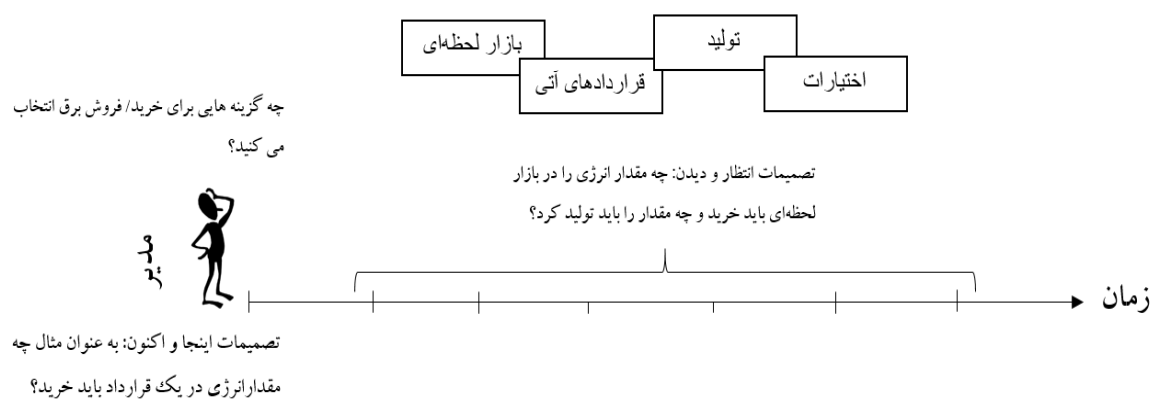 بازار لحظه‌ای
قراردادهای آتی
تولید
اختیارات
چه گزینه هایی برای خرید/ فروش برق انتخاب
می کنید؟
تصمیمات انتظار و دیدن: چه مقدار انرژی را در بازار
لحظه‌ای باید خرید و چه مقدار را باید تولید کرد؟
مدیر
زمان
تصمیمات اینجا و اکنون: به عنوان مثال چه
مقدارانرژی در یک قرارداد باید خرید؟